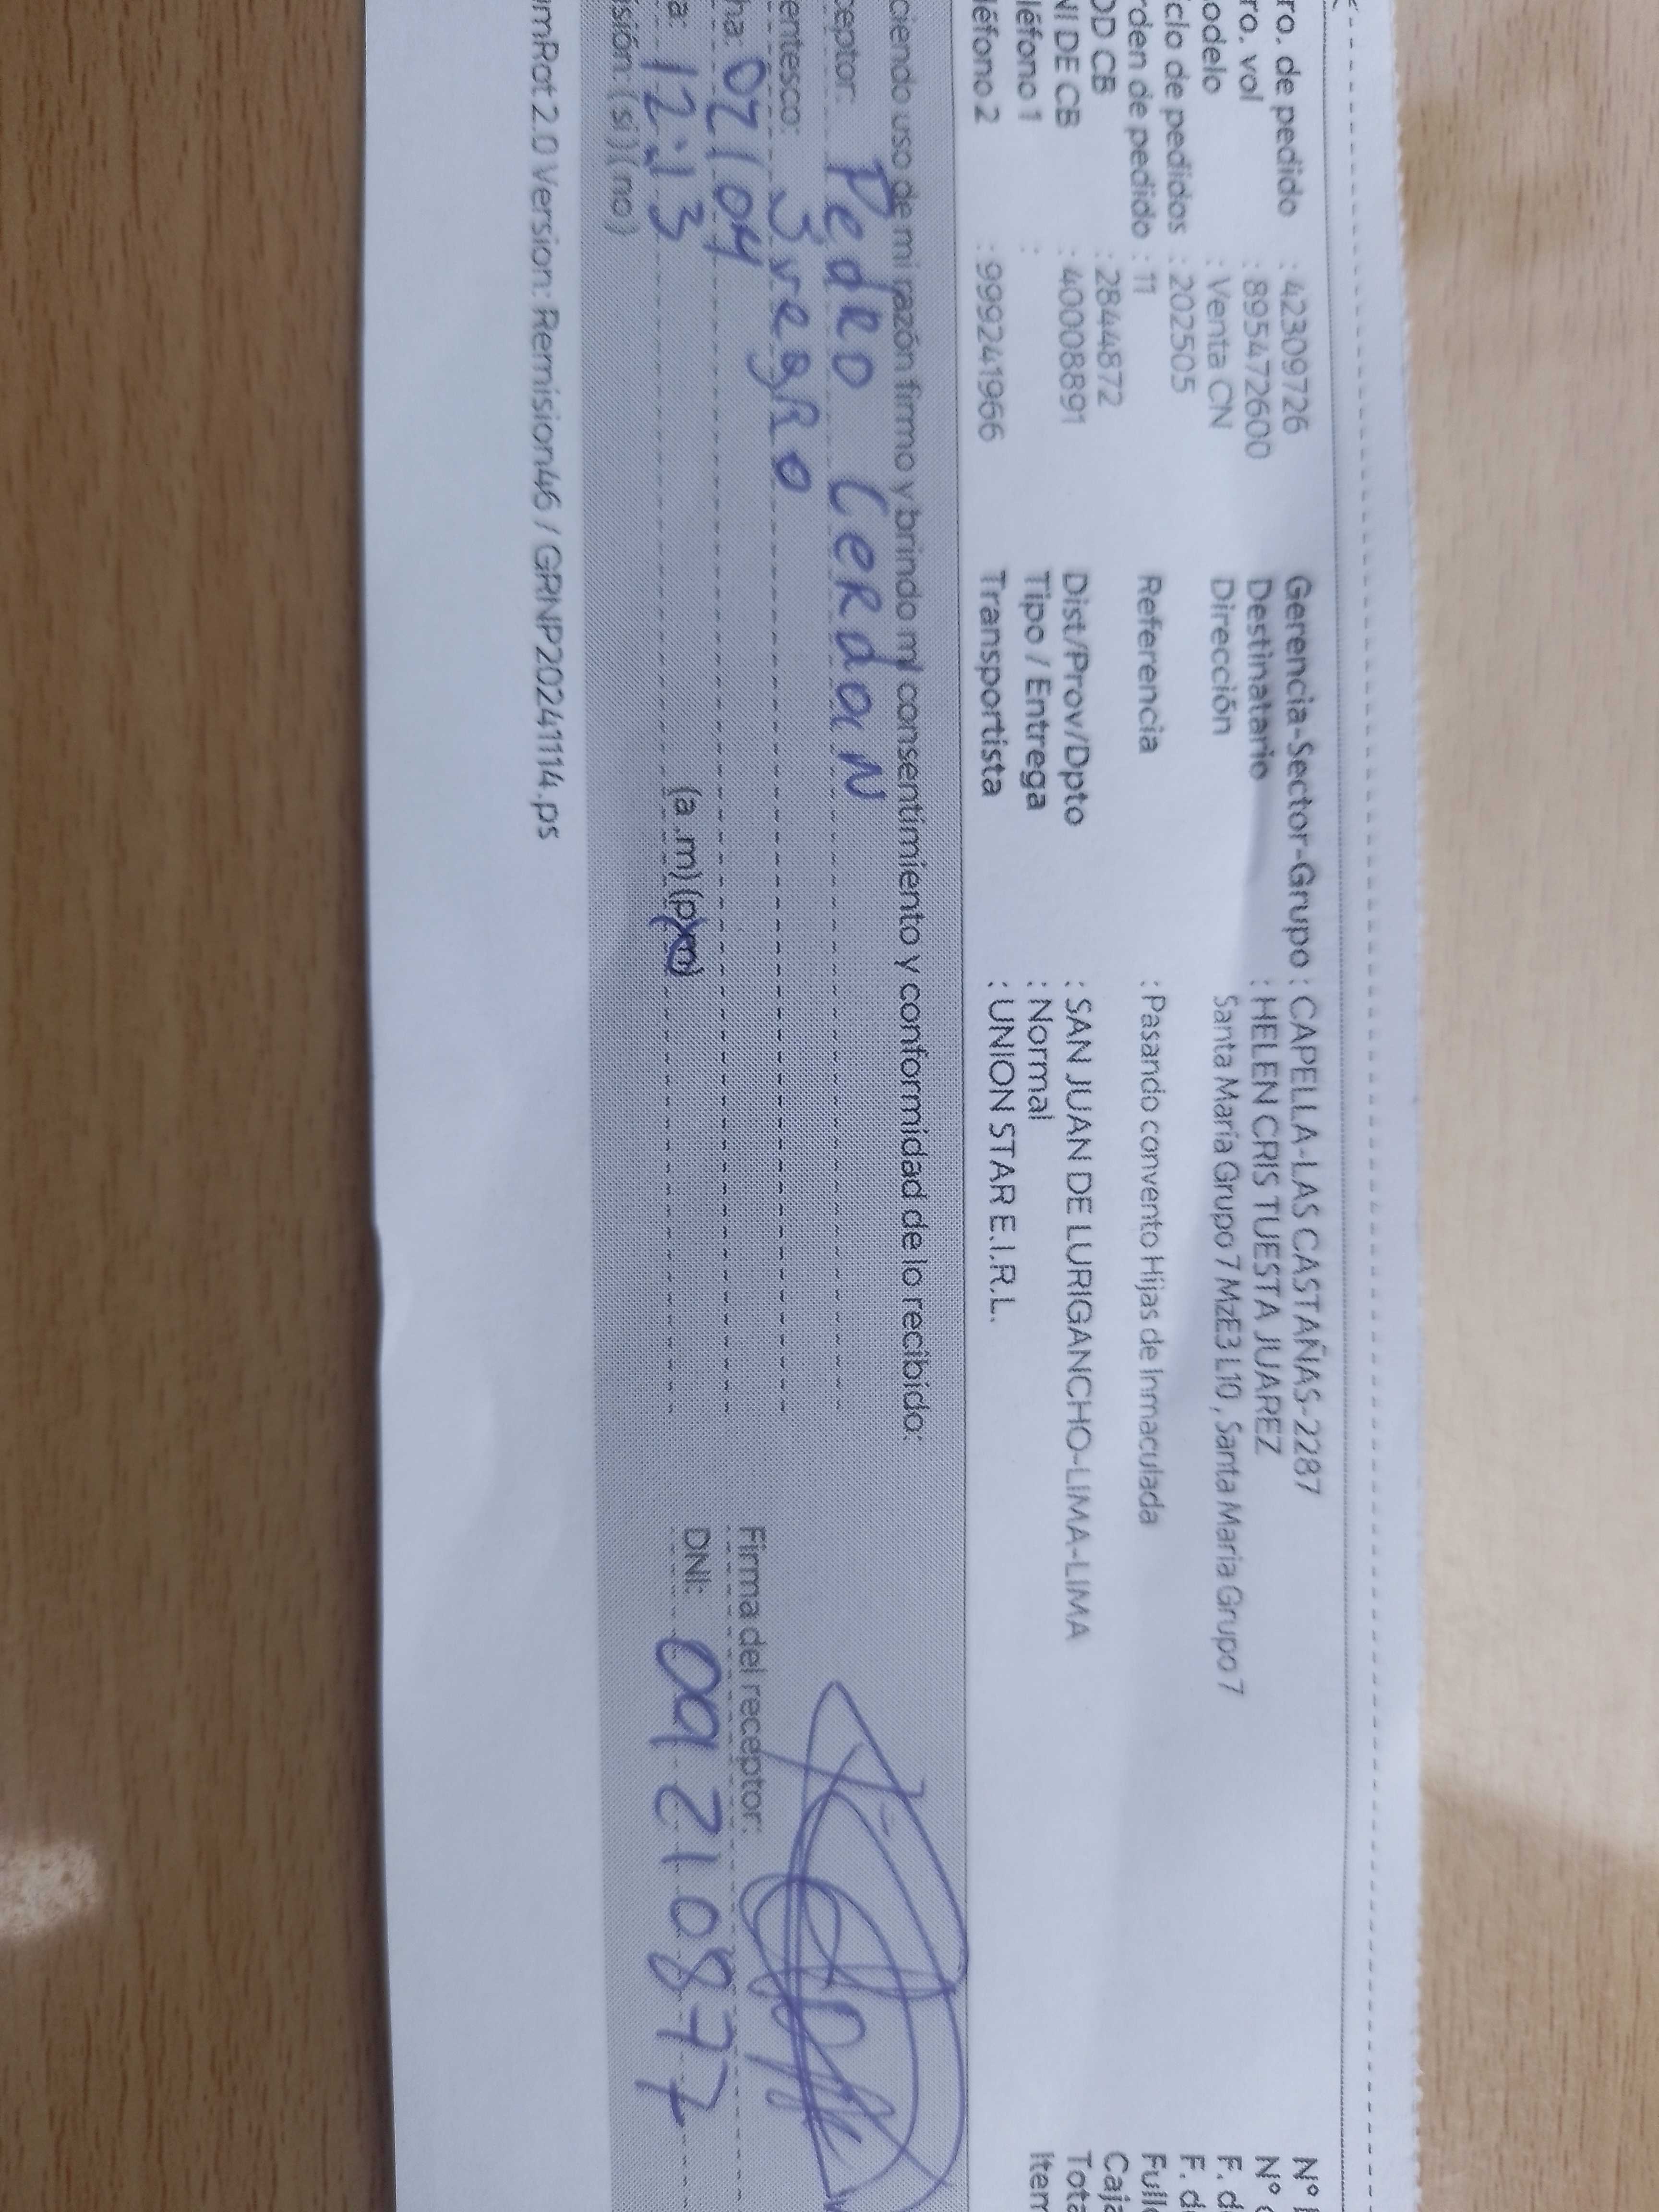 ro. de pedido : 42309726 Gerencia-Sector-Grupo : CAPELLA-LAS CASTAÑAS-2287 Nº
ro. vol : 895472600 Destinatario : HELEN CRIS TUESTA JUAREZ Nº
odelo : Venta CN Dirección Santa Maria Grupo 7 MzE3 L10 , Santa Maria Grupo 7 F. d
clo de pedidos : 202505 F. d
rden de pedido : 11 Referencia : Pasando convento Hijas de Inmaculada Full
OD CB : 2844872 Caja
NI DE CB : 40008891 Dist/Prov/Dpto : SAN JUAN DE LURIGANCHO-LIMA-LIMA Tota
léfono 1 : Tipo / Entrega : Normal Item
léfono 2 : 999241966 Transportista : UNION STAR E.I.R.L.
ciendo uso de mi razón firmo y brindo mi consentimiento y conformidad de lo recibido:
ceptor: Pedro Cerdan
entesco: Svegro
ha: 07/04 Firma del receptor:
a: 12:13 (a .m) (p.m) DNI: 09210877
isión: (si) (no)
amRat 2.0 Version: Remision46 / GRNP20241114.ps